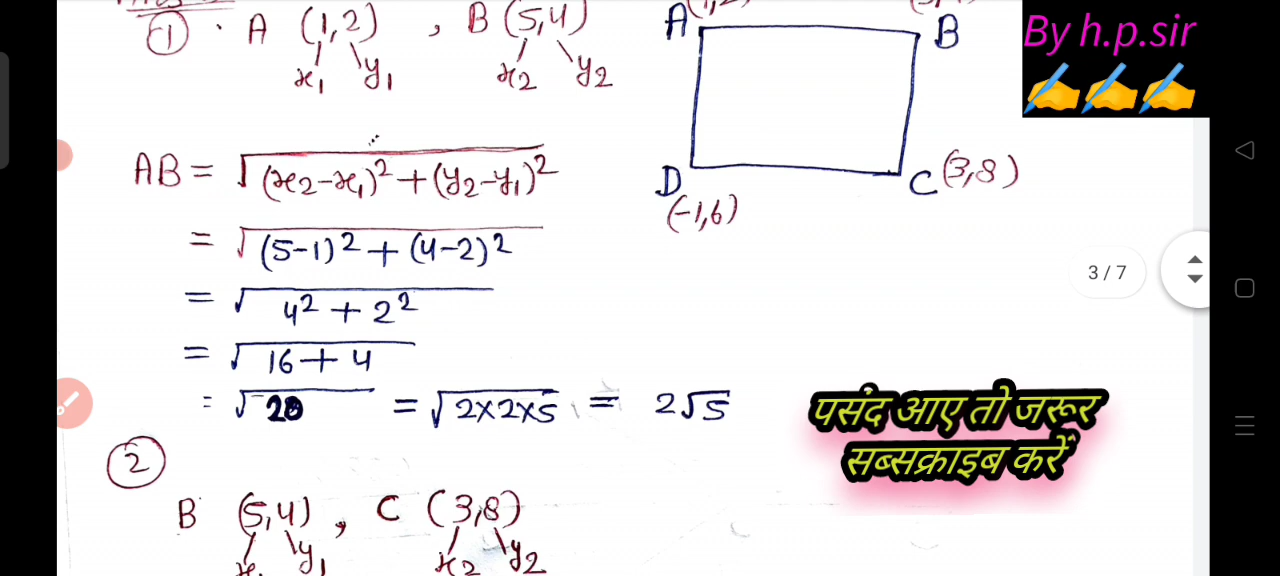 ① . A (1,2) , B (5,4)
x₁ y₁ x₂ y₂
AB = √(x₂-x₁)² + (y₂-y₁)²
= √(5-1)² + (4-2)²
= √4² + 2²
= √16 + 4
= √20 = √2×2×5 = 2√5
②
B (5,4) , C (3,8)
y₁ x₂ y₂
A
B
D
(-1,6)
C (3,8)
By h.p.sir
✍✍✍
3 / 7
पसंद आए तो जरूर
सब्सक्राइब करें